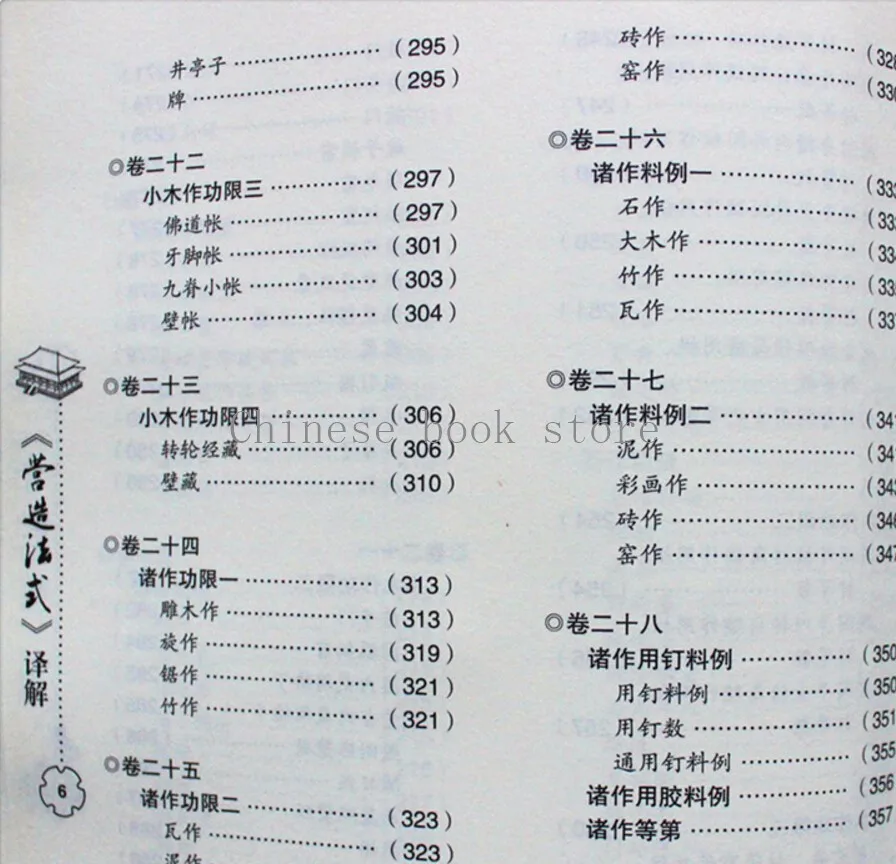 井亭子 (295)
牌 (295)
◎卷二十二
小木作功限三 (297)
佛道帐 (297)
牙脚帐 (301)
九脊小帐 (303)
壁帐 (304)
◎卷二十三
小木作功限四 (306)
转轮经藏 (306)
壁藏 (310)
◎卷二十四
诸作功限一 (313)
雕木作 (313)
旋作 (319)
锯作 (321)
竹作 (321)
◎卷二十五
诸作功限二 (323)
瓦作 (323)
泥作
砖作
窑作
◎卷二十六
诸作料例一
石作
大木作
竹作
瓦作
◎卷二十七
诸作料例二
泥作
彩画作
砖作
窑作
◎卷二十八
诸作用钉料例 (350
用钉料例 (350
用钉数 (351
通用钉料例 (355
诸作用胶料例 (356
诸作等第 (357
《营造法式》译解
6
Chinese book store